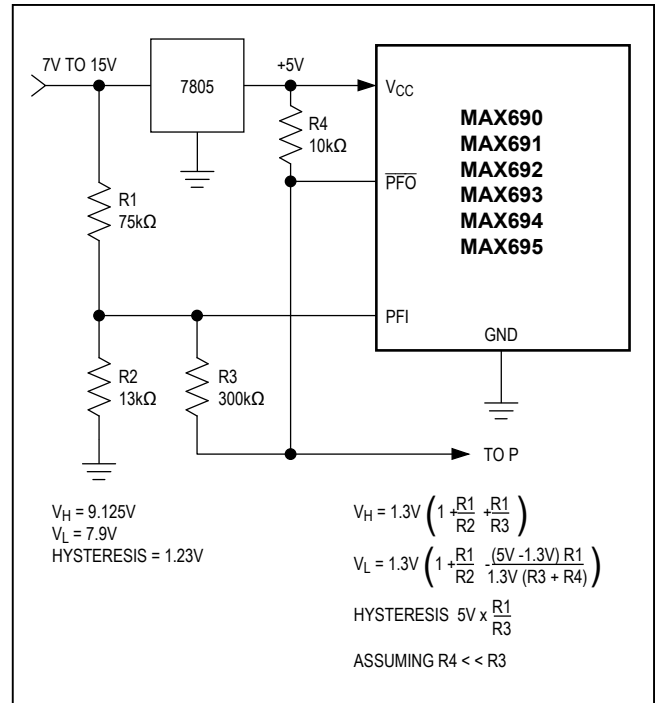 7V TO 15V
7805
+5V
VCC
R4
10kΩ
PFO
MAX690
MAX691
MAX692
MAX693
MAX694
MAX695
R1
75kΩ
PFI
GND
R2
13kΩ
R3
300kΩ
TO P
VH = 9.125V
VL = 7.9V
HYSTERESIS = 1.23V
VH = 1.3V (1 + R1/R2 + R1/R3)
VL = 1.3V (1 + R1/R2 - (5V -1.3V) R1/1.3V (R3 + R4))
HYSTERESIS 5V x R1/R3
ASSUMING R4 < < R3